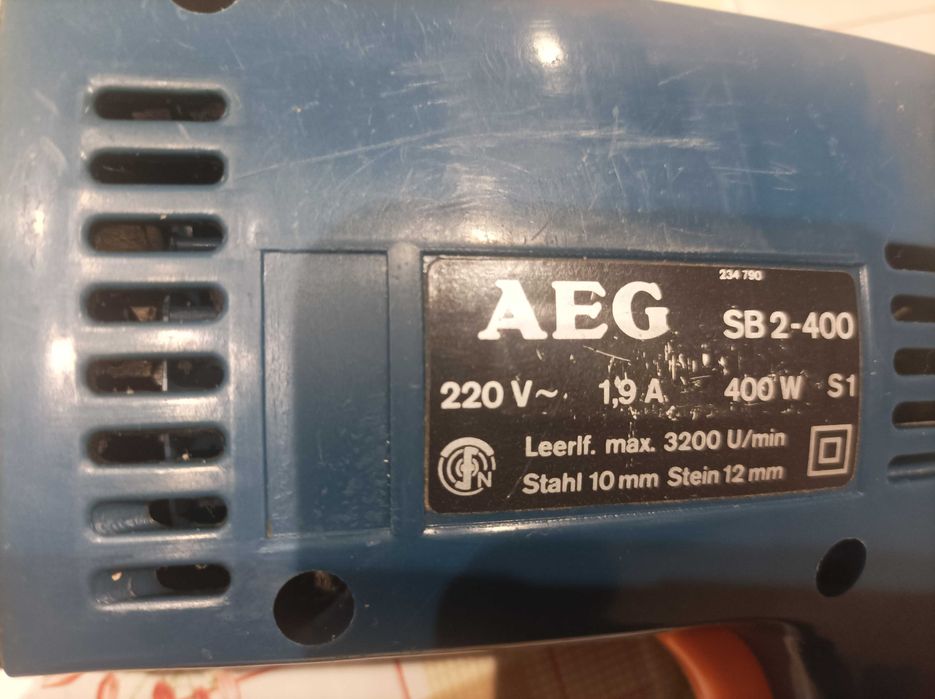 234 790
AEG SB 2-400
220 V~ 1,9 A 400 W S1
Leerlf. max. 3200 U/min
Stahl 10 mm Stein 12 mm
N